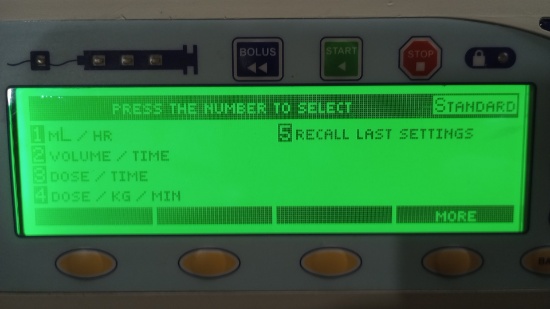 BOLUS
START
STOP
PRESS THE NUMBER TO SELECT
STANDARD
1 ML / HR
5 RECALL LAST SETTINGS
2 VOLUME / TIME
3 DOSE / TIME
4 DOSE / KG / MIN
MORE